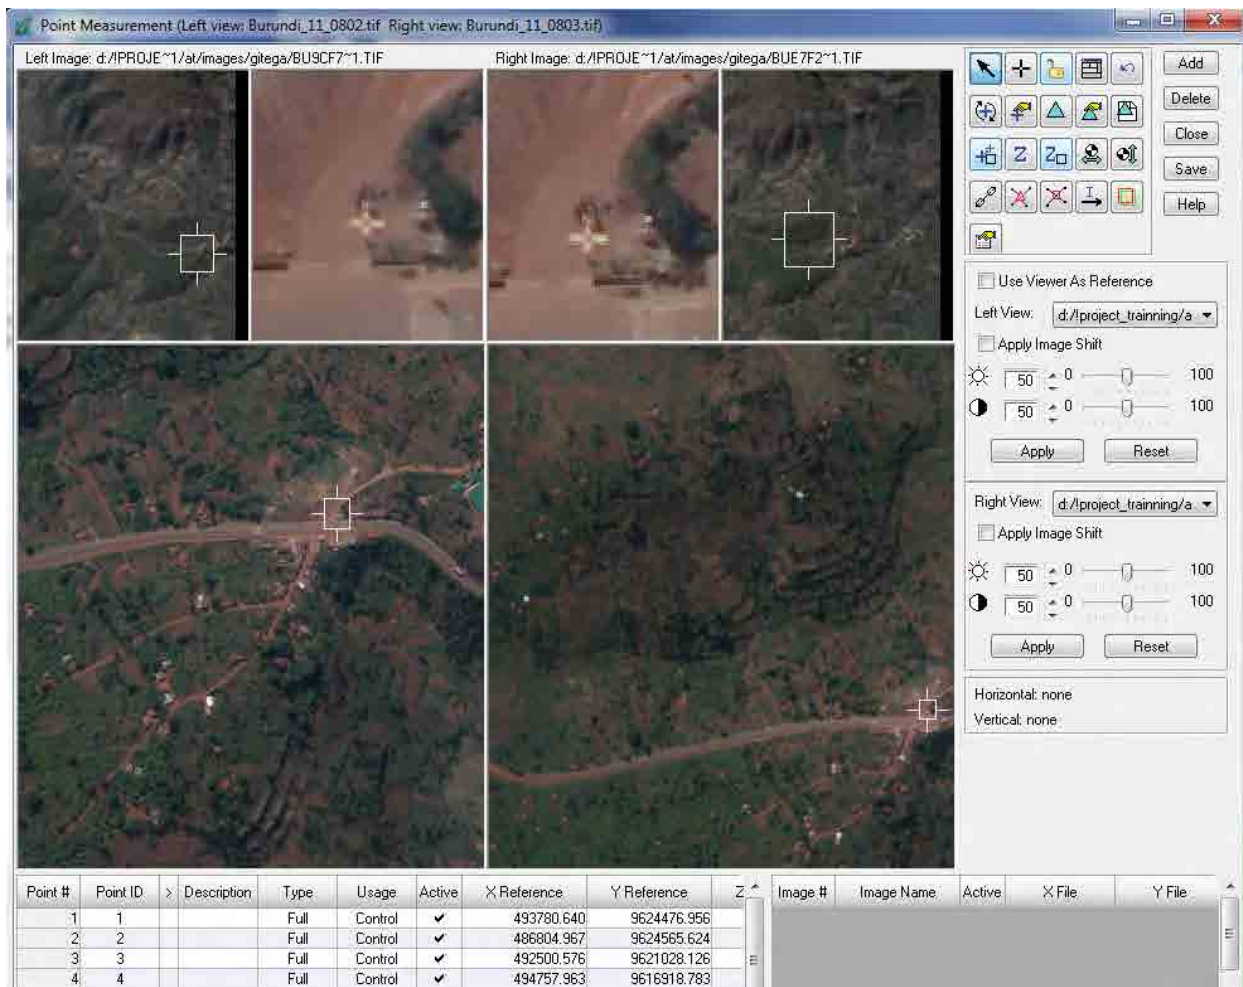 Point Measurement (Left view: Burundi_11_0802.tif Right view: Burundi_11_0803.tif)
Left Image: d:/!PROJE~1/at/images/gitega/BU9CF7~1.TIF
Right Image: d:/!PROJE~1/at/images/gitega/BUE7F2~1.TIF
Add
Delete
Close
Save
Help
Z
Z
Use Viewer As Reference
Left View: d:/!project_trainning/a
Apply Image Shift
50 0 100
50 0 100
Apply Reset
Right View: d:/!project_trainning/a
Apply Image Shift
50 0 100
50 0 100
Apply Reset
Horizontal: none
Vertical: none
Point # Point ID > Description Type Usage Active X Reference Y Reference Z
1 1 Full Control ✔ 493780.640 9624476.956
2 2 Full Control ✔ 486804.967 9624565.624
3 3 Full Control ✔ 492500.576 9621028.126
4 4 Full Control ✔ 494757.963 9616918.783
Image # Image Name Active X File Y File